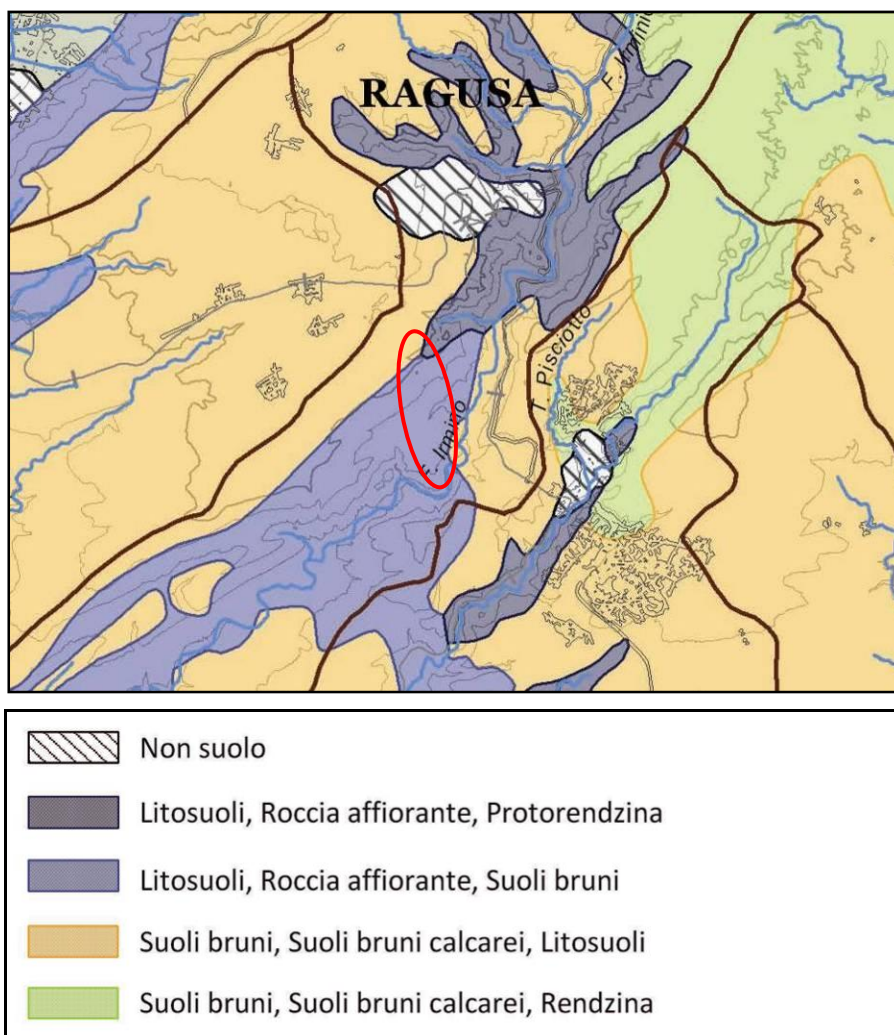 RAGUSA
F. Irminio
T. Pisciotto
F. Irmino
Non suolo
Litosuoli, Roccia affiorante, Protorendzina
Litosuoli, Roccia affiorante, Suoli bruni
Suoli bruni, Suoli bruni calcarei, Litosuoli
Suoli bruni, Suoli bruni calcarei, Rendzina